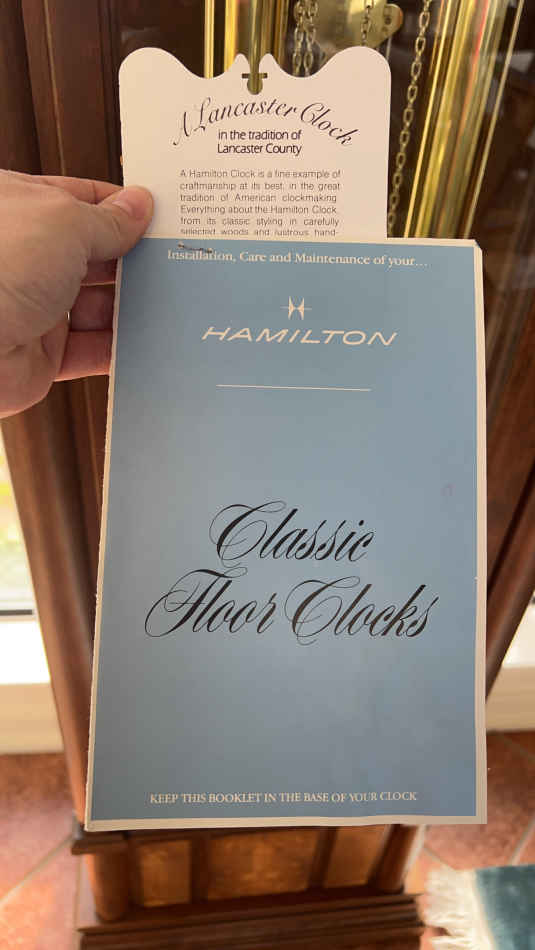 A Lancaster Clock
in the tradition of
Lancaster County
A Hamilton Clock is a fine example of
craftmanship at its best, in the great
tradition of American clockmaking.
Everything about the Hamilton Clock,
from its classic styling in carefully
selected woods and lustrous hand-
Installation, Care and Maintenance of your...
HAMILTON
Classic
Floor Clocks
KEEP THIS BOOKLET IN THE BASE OF YOUR CLOCK